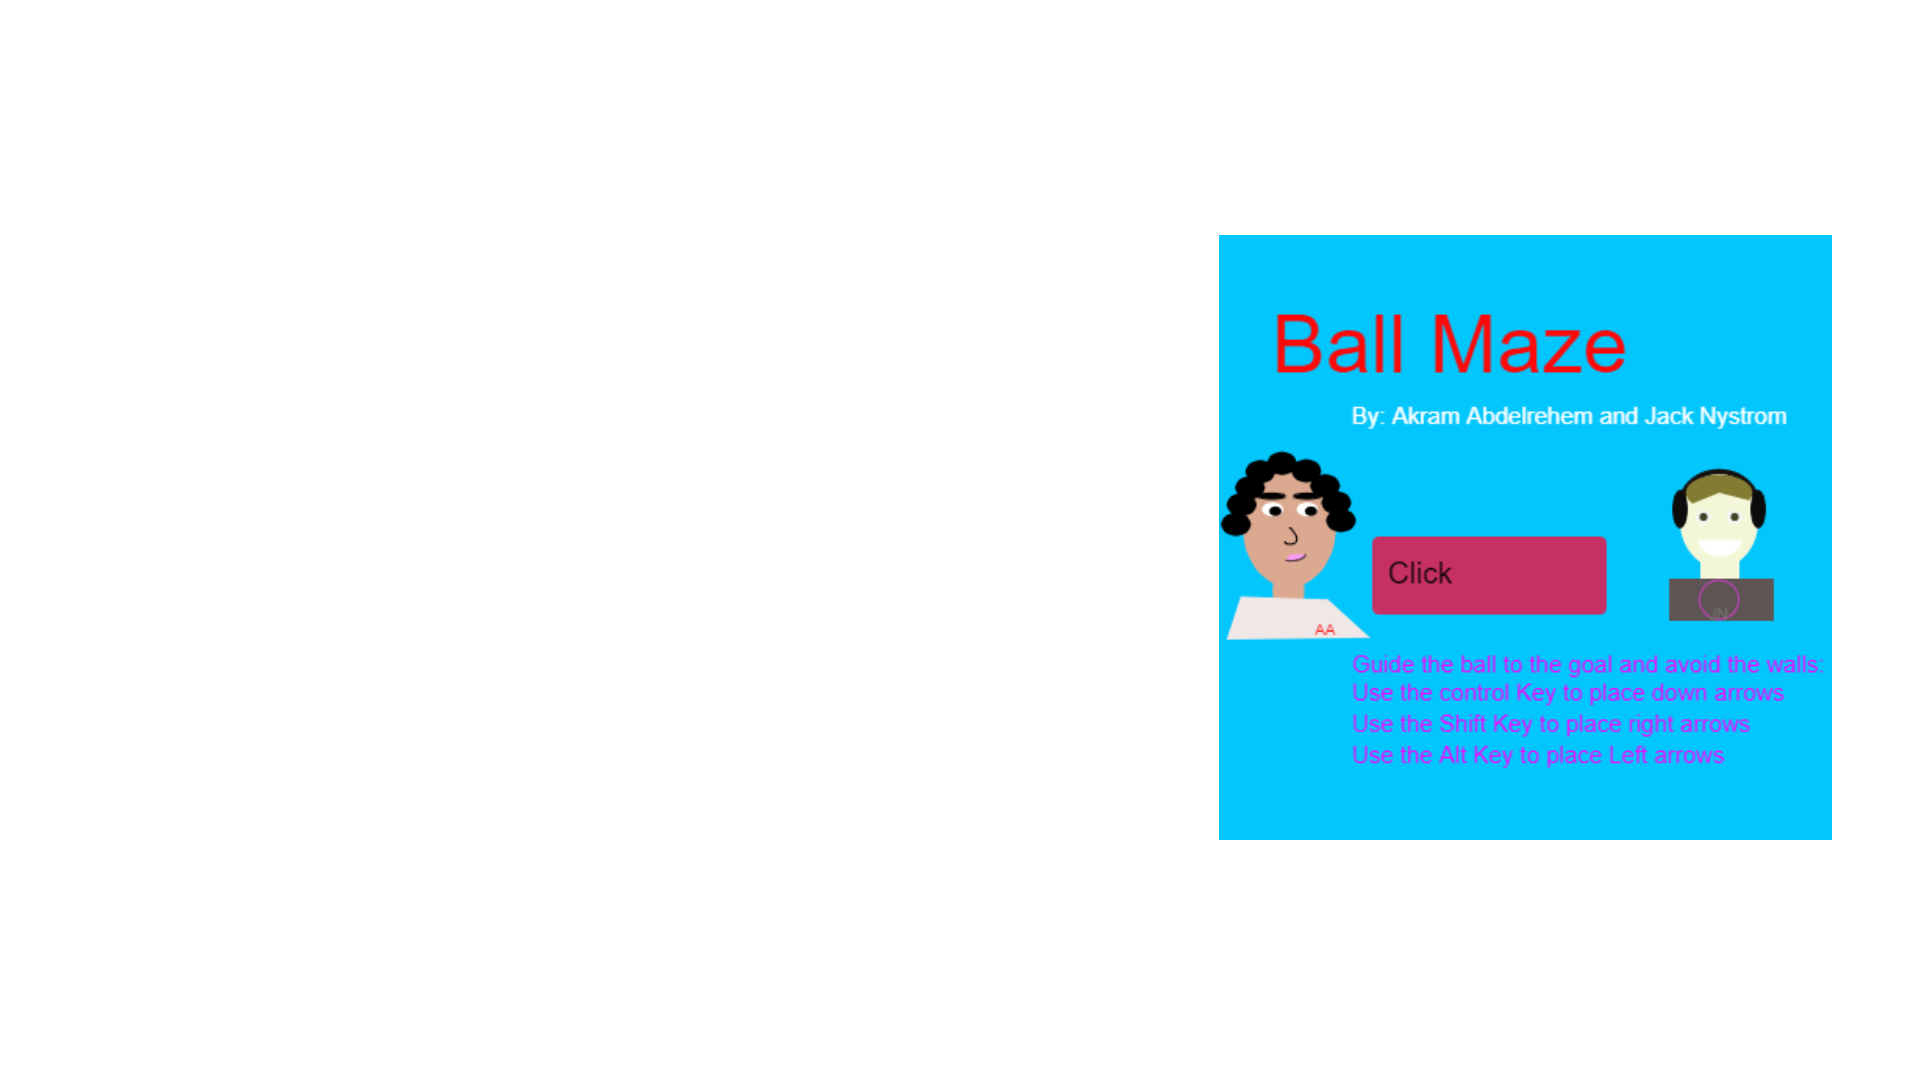 Ball Maze
By: Akram Abdelrehem and Jack Nystrom
Click
AA
Guide the ball to the goal and avoid the walls:
Use the control Key to place down arrows
Use the Shift Key to place right arrows
Use the Alt Key to place Left arrows